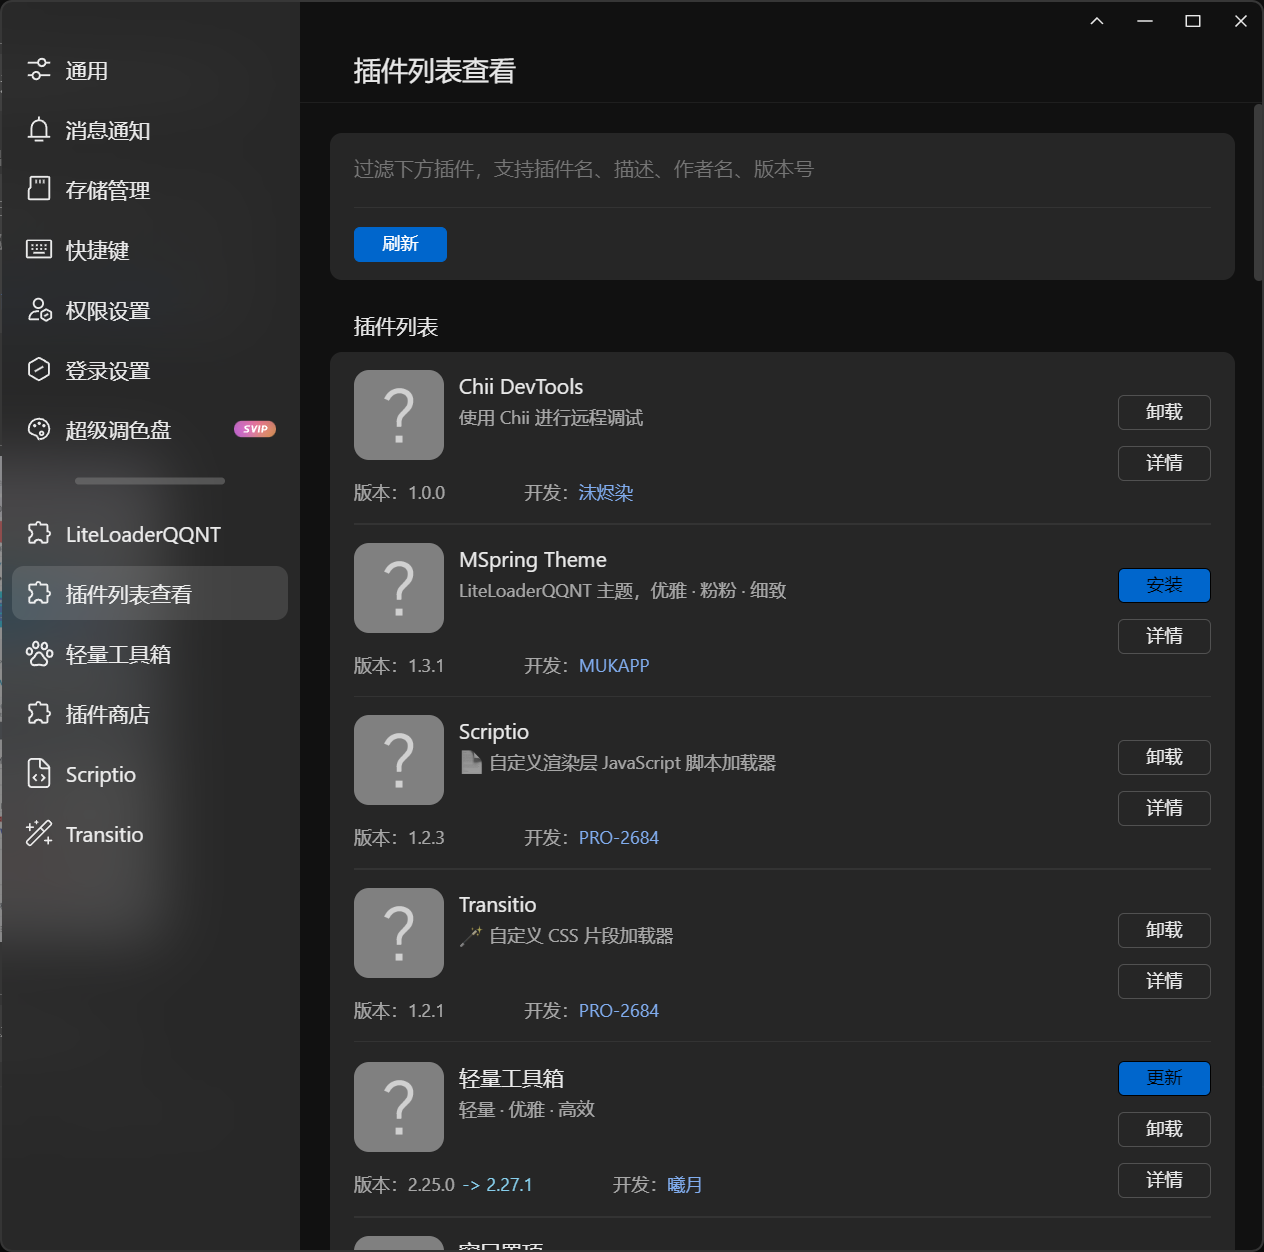 通用
消息通知
存储管理
快捷键
权限设置
登录设置
超级调色盘 SVIP
LiteLoaderQQNT
插件列表查看
轻量工具箱
插件商店
Scriptio
Transitio
插件列表查看
过滤下方插件，支持插件名、描述、作者名、版本号
刷新
插件列表
Chii DevTools
使用 Chii 进行远程调试
版本：1.0.0 开发：沫烬染
卸载
详情
MSpring Theme
LiteLoaderQQNT 主题，优雅 · 粉粉 · 细致
版本：1.3.1 开发：MUKAPP
安装
详情
Scriptio
自定义渲染层 JavaScript 脚本加载器
版本：1.2.3 开发：PRO-2684
卸载
详情
Transitio
自定义 CSS 片段加载器
版本：1.2.1 开发：PRO-2684
卸载
详情
轻量工具箱
轻量 · 优雅 · 高效
版本：2.25.0 -> 2.27.1 开发：曦月
更新
卸载
详情